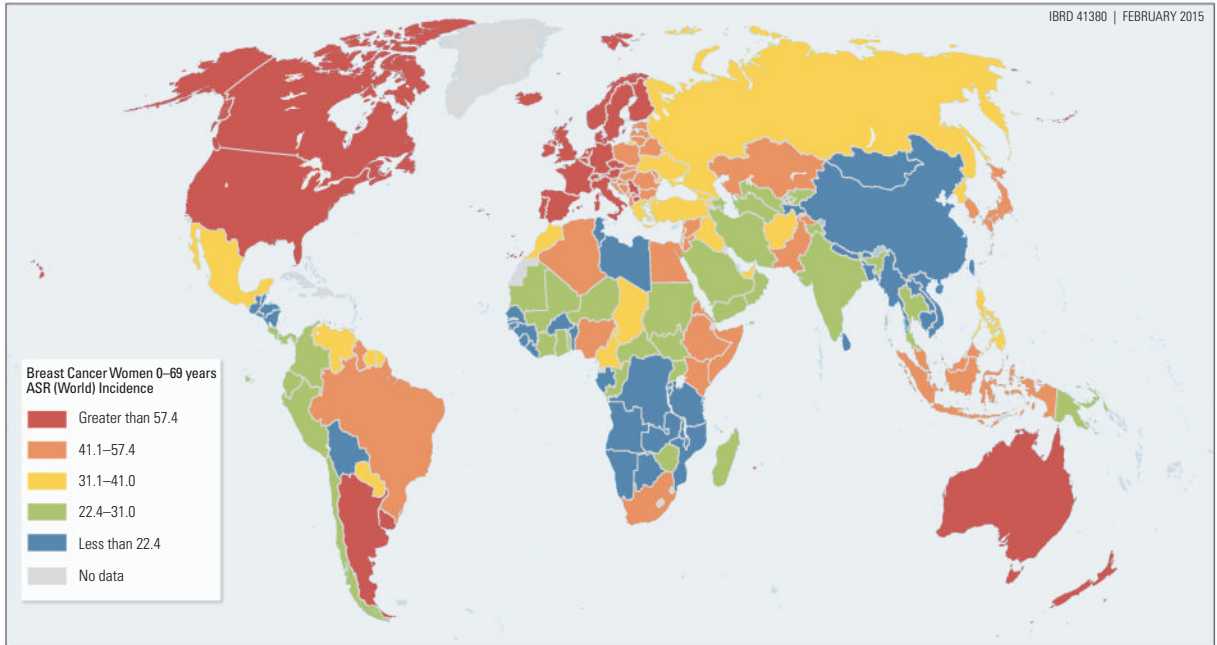 IBRD 41380 | FEBRUARY 2015
Breast Cancer Women 0–69 years
ASR (World) Incidence
Greater than 57.4
41.1–57.4
31.1–41.0
22.4–31.0
Less than 22.4
No data